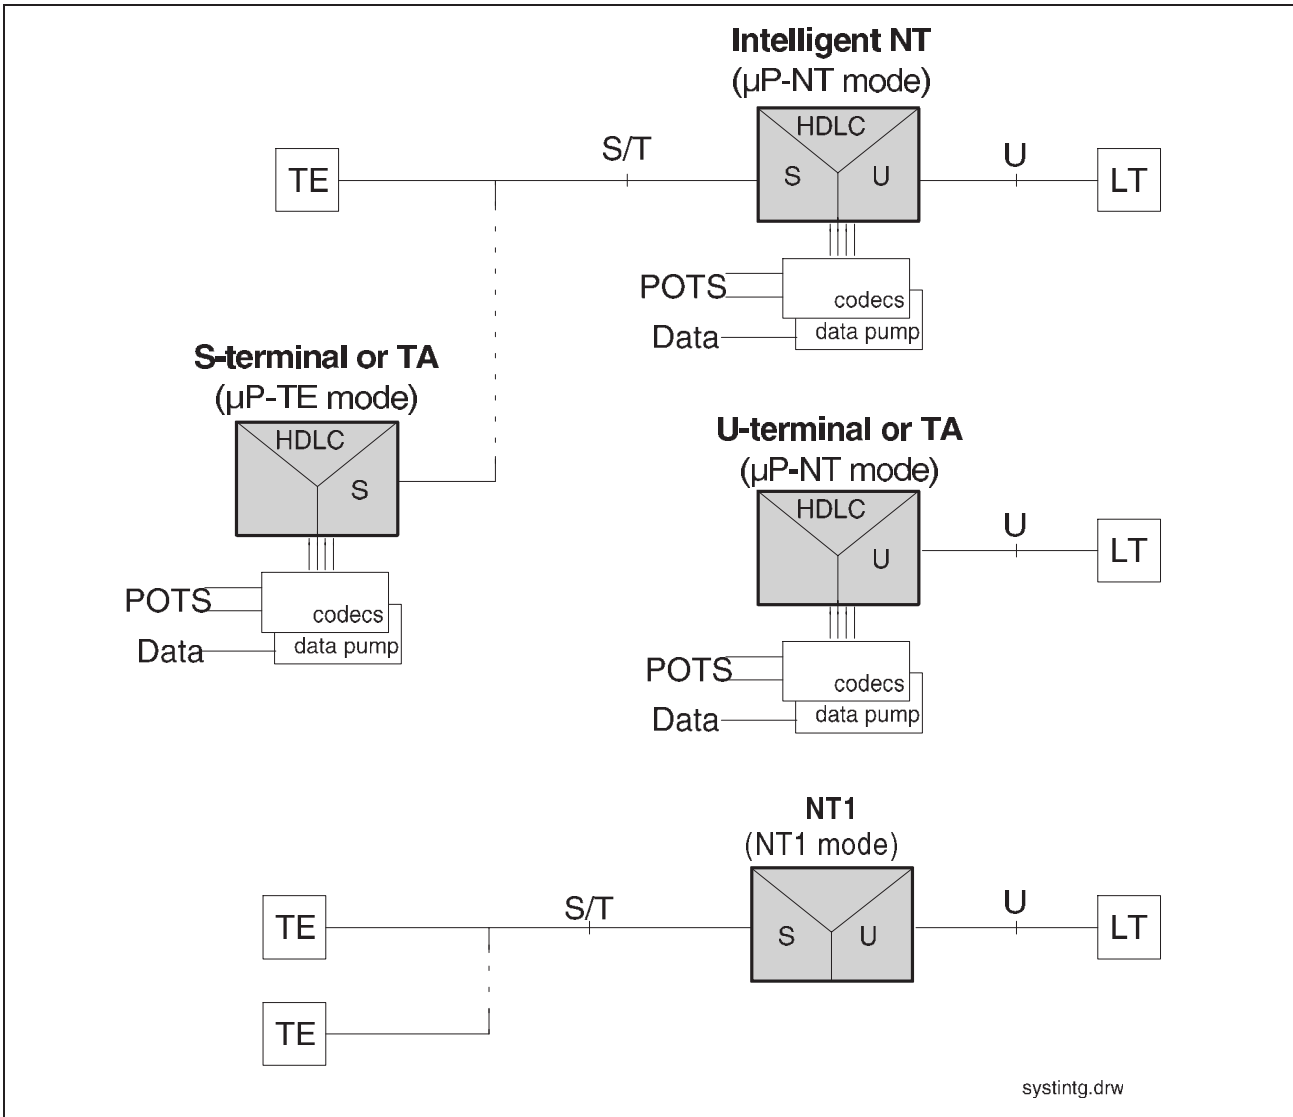 Intelligent NT
(µP-NT mode)
HDLC
S/T
U
TE
S
U
LT
POTS
codecs
Data
data pump
S-terminal or TA
(µP-TE mode)
HDLC
S
POTS
codecs
Data
data pump
U-terminal or TA
(µP-NT mode)
HDLC
U
U
LT
POTS
codecs
Data
data pump
NT1
(NT1 mode)
TE
S/T
S
U
U
LT
TE
systintg.drw